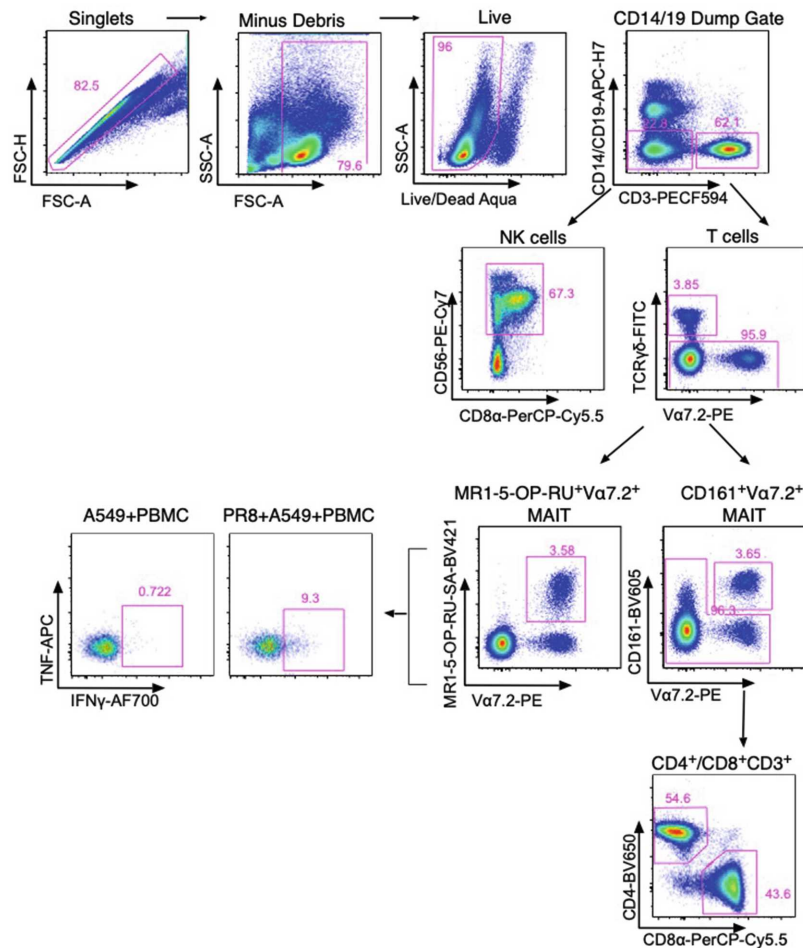 Singlets
Minus Debris
Live
CD14/19 Dump Gate
82.5
FSC-H
FSC-A
79.6
SSC-A
FSC-A
96
SSC-A
Live/Dead Aqua
62.1
CD14/CD19-APC-H7
CD3-PECF594
NK cells
T cells
67.3
CD56-PE-Cy7
CD8α-PerCP-Cy5.5
3.85
95.9
TCRγδ-FITC
Vα7.2-PE
A549+PBMC
PR8+A549+PBMC
MR1-5-OP-RU⁺Vα7.2⁺
MAIT
CD161⁺Vα7.2⁺
MAIT
0.722
TNF-APC
IFNγ-AF700
9.3
3.58
MR1-5-OP-RU-SA-BV421
Vα7.2-PE
3.65
96.3
CD161-BV605
Vα7.2-PE
CD4⁺/CD8⁺CD3⁺
54.6
43.6
CD4-BV650
CD8α-PerCP-Cy5.5